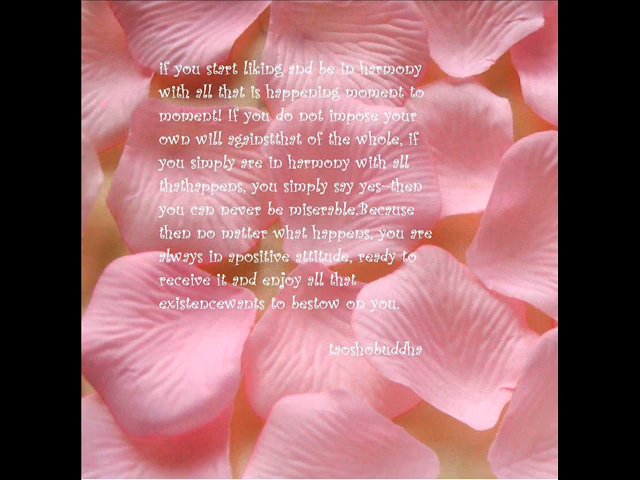 if you start liking and be in harmony
with all that is happening moment to
moment! If you do not impose your
own will againstthat of the whole, if
you simply are in harmony with all
thathappens, you simply say yes—then
you can never be miserable.Because
then no matter what happens, you are
always in apositive attitude, ready to
receive it and enjoy all that
existencewants to bestow on you.
taoshobuddha